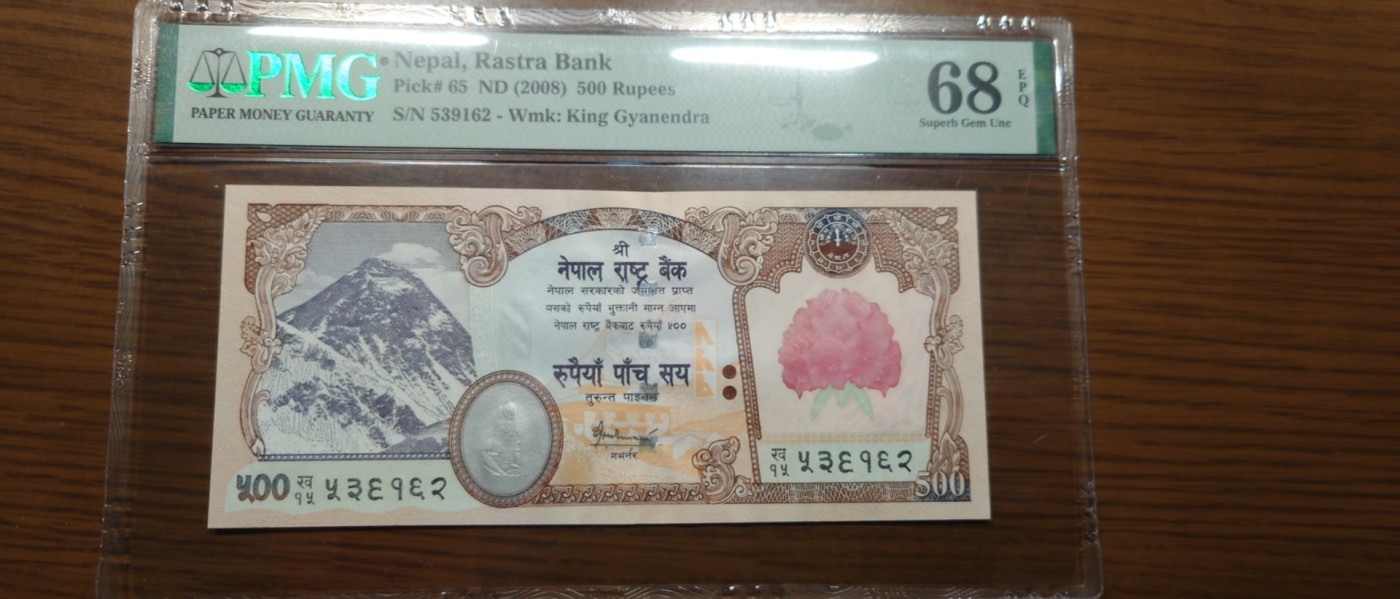 PMG
PAPER MONEY GUARANTY
Nepal, Rastra Bank
Pick# 65 ND (2008) 500 Rupees
S/N 539162 - Wmk: King Gyanendra
68
EPQ
Superb Gem Unc
श्री
नेपाल राष्ट्र बैंक
नेपाल सरकारको जमानत प्राप्त
यसको रुपैयाँ भुक्तानी माग्न आएमा
नेपाल राष्ट्र बैंकबाट रुपैयाँ ५००
रुपैयाँ पाँच सय
तुरुन्त पाइनेछ
गभर्नर
५०० ख १५ ५३९१६२
ख १५ ५३९१६२
500